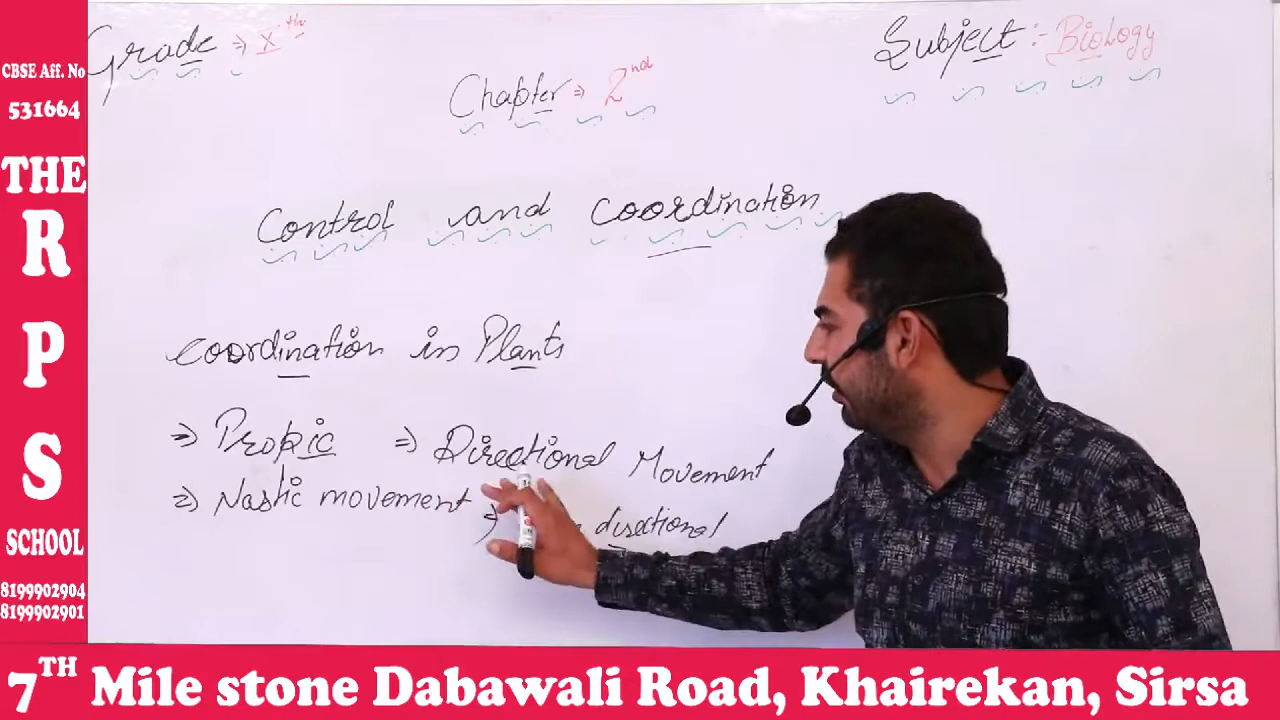 CBSE Aff. No
531664
THE
R
P
S
SCHOOL
8199902904
8199902901
Grade ⇒ Xth
Subject :- Biology
Chapter ⇒ 2nd
Control and coordination
coordination in Plants
⇒ Propic ⇒ Directional Movement
⇒ Nastic movement ⇒ directional
7TH Mile stone Dabawali Road, Khairekan, Sirsa